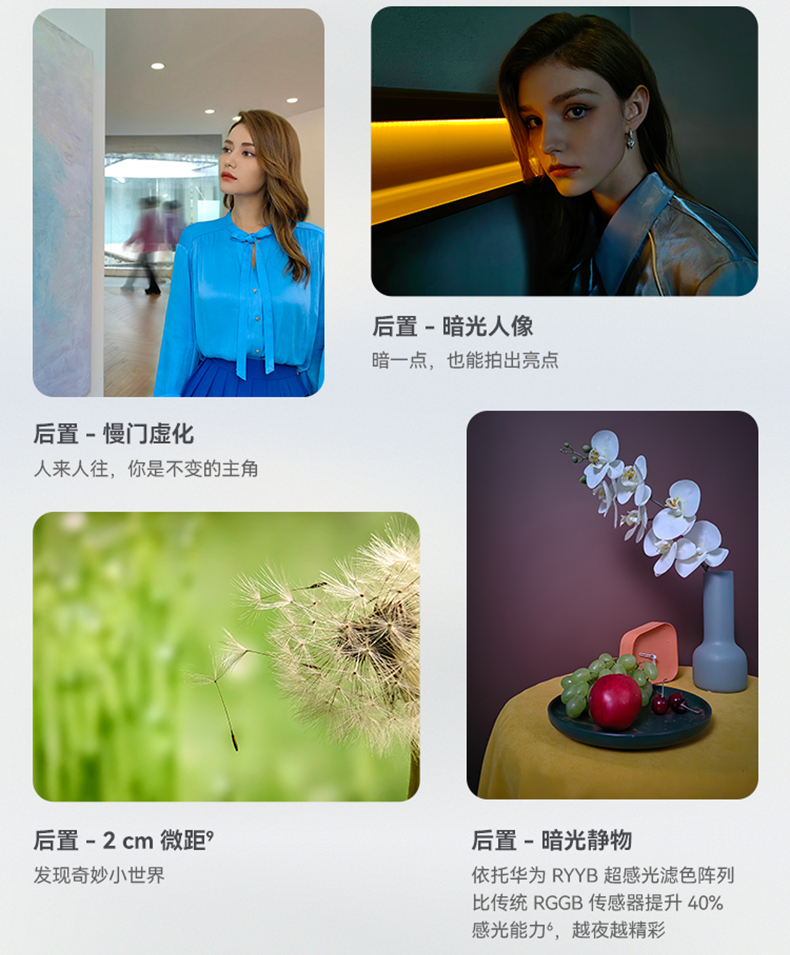 后置 – 暗光人像
暗一点，也能拍出亮点
后置 – 慢门虚化
人来人往，你是不变的主角
后置 – 2 cm 微距⁹
发现奇妙小世界
后置 – 暗光静物
依托华为 RYYB 超感光滤色阵列
比传统 RGGB 传感器提升 40%
感光能力⁶，越夜越精彩